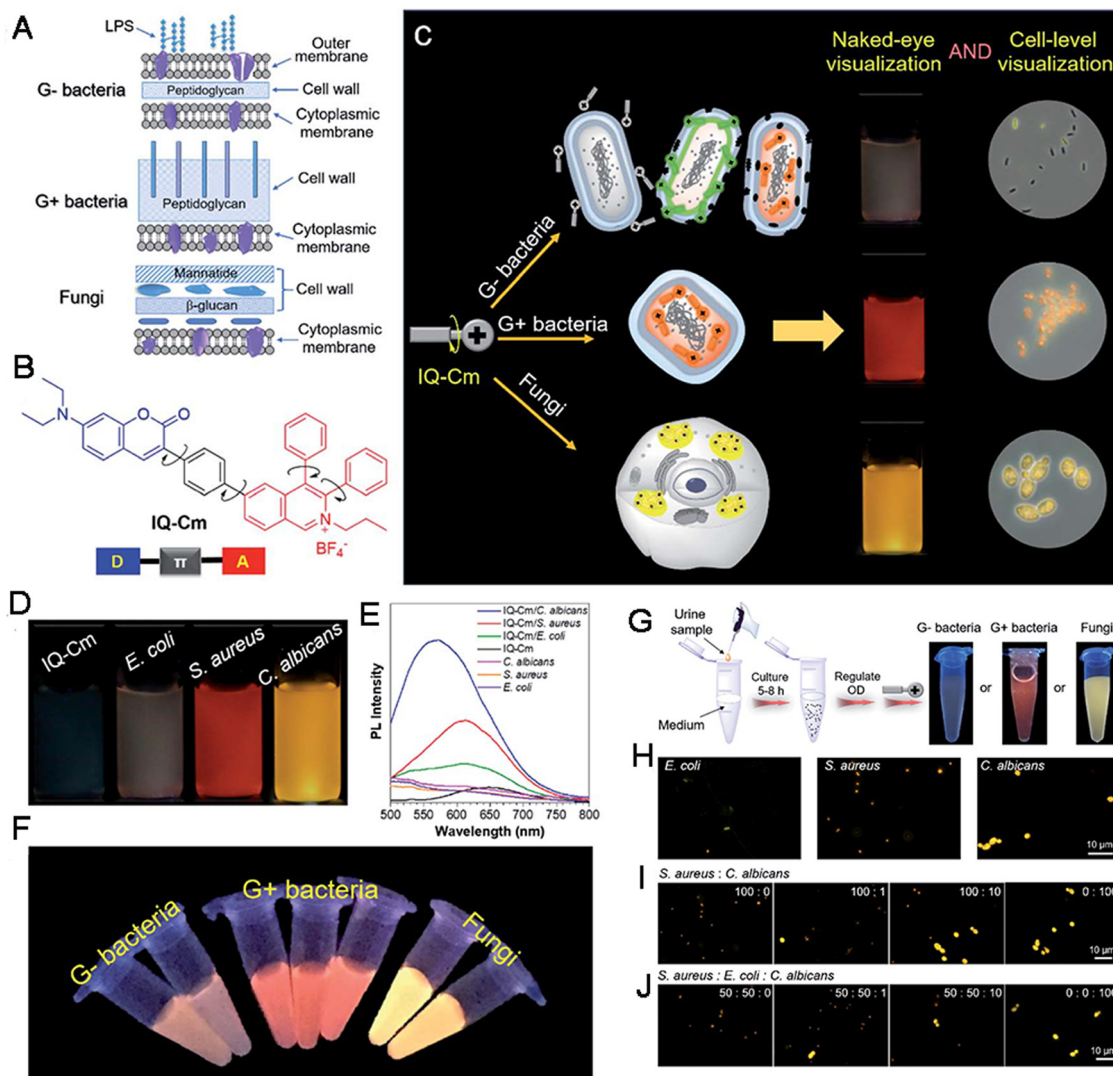 A
LPS
Outer
membrane
G- bacteria
Peptidoglycan
Cell wall
Cytoplasmic
membrane
G+ bacteria
Cell wall
Peptidoglycan
Cytoplasmic
membrane
Fungi
Mannatide
β-glucan
Cell wall
Cytoplasmic
membrane
B
N
O
O
N
+
BF4-
IQ-Cm
D
π
A
C
Naked-eye
visualization
AND
Cell-level
visualization
G- bacteria
G+ bacteria
Fungi
IQ-Cm
D
IQ-Cm
E. coli
S. aureus
C. albicans
E
IQ-Cm/C. albicans
IQ-Cm/S. aureus
IQ-Cm/E. coli
IQ-Cm
C. albicans
S. aureus
E. coli
PL Intensity
500 550 600 650 700 750 800
Wavelength (nm)
F
G- bacteria
G+ bacteria
Fungi
G
Urine
sample
Medium
Culture
5-8 h
Regulate
OD
G- bacteria
or
G+ bacteria
or
Fungi
H
E. coli
S. aureus
C. albicans
10 μm
I
S. aureus : C. albicans
100 : 0
100 : 1
100 : 10
0 : 100
10 μm
J
S. aureus : E. coli : C. albicans
50 : 50 : 0
50 : 50 : 1
50 : 50 : 10
0 : 0 : 100
10 μm